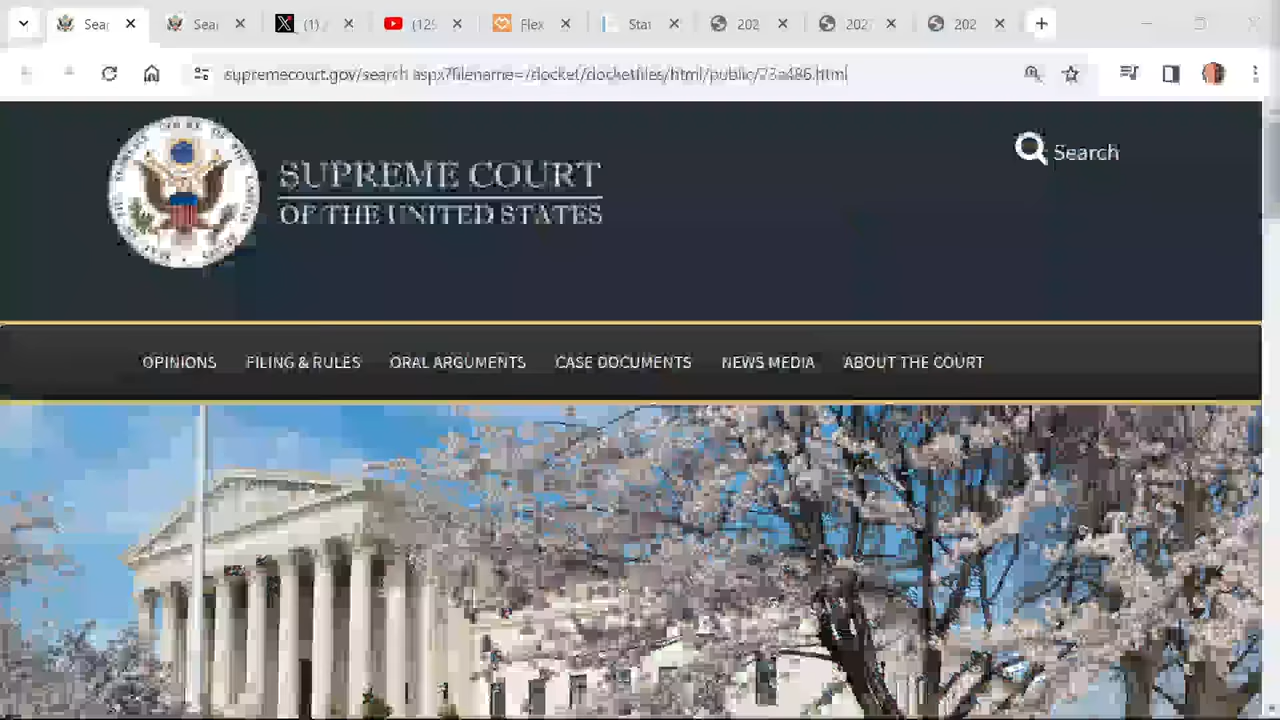 Sear
Sear
(1)
(125
Flex
Star
202
202
202
supremecourt.gov/search.aspx?filename=/docket/docketfiles/html/public/23a486.html
SUPREME COURT
OF THE UNITED STATES
Search
OPINIONS
FILING & RULES
ORAL ARGUMENTS
CASE DOCUMENTS
NEWS MEDIA
ABOUT THE COURT